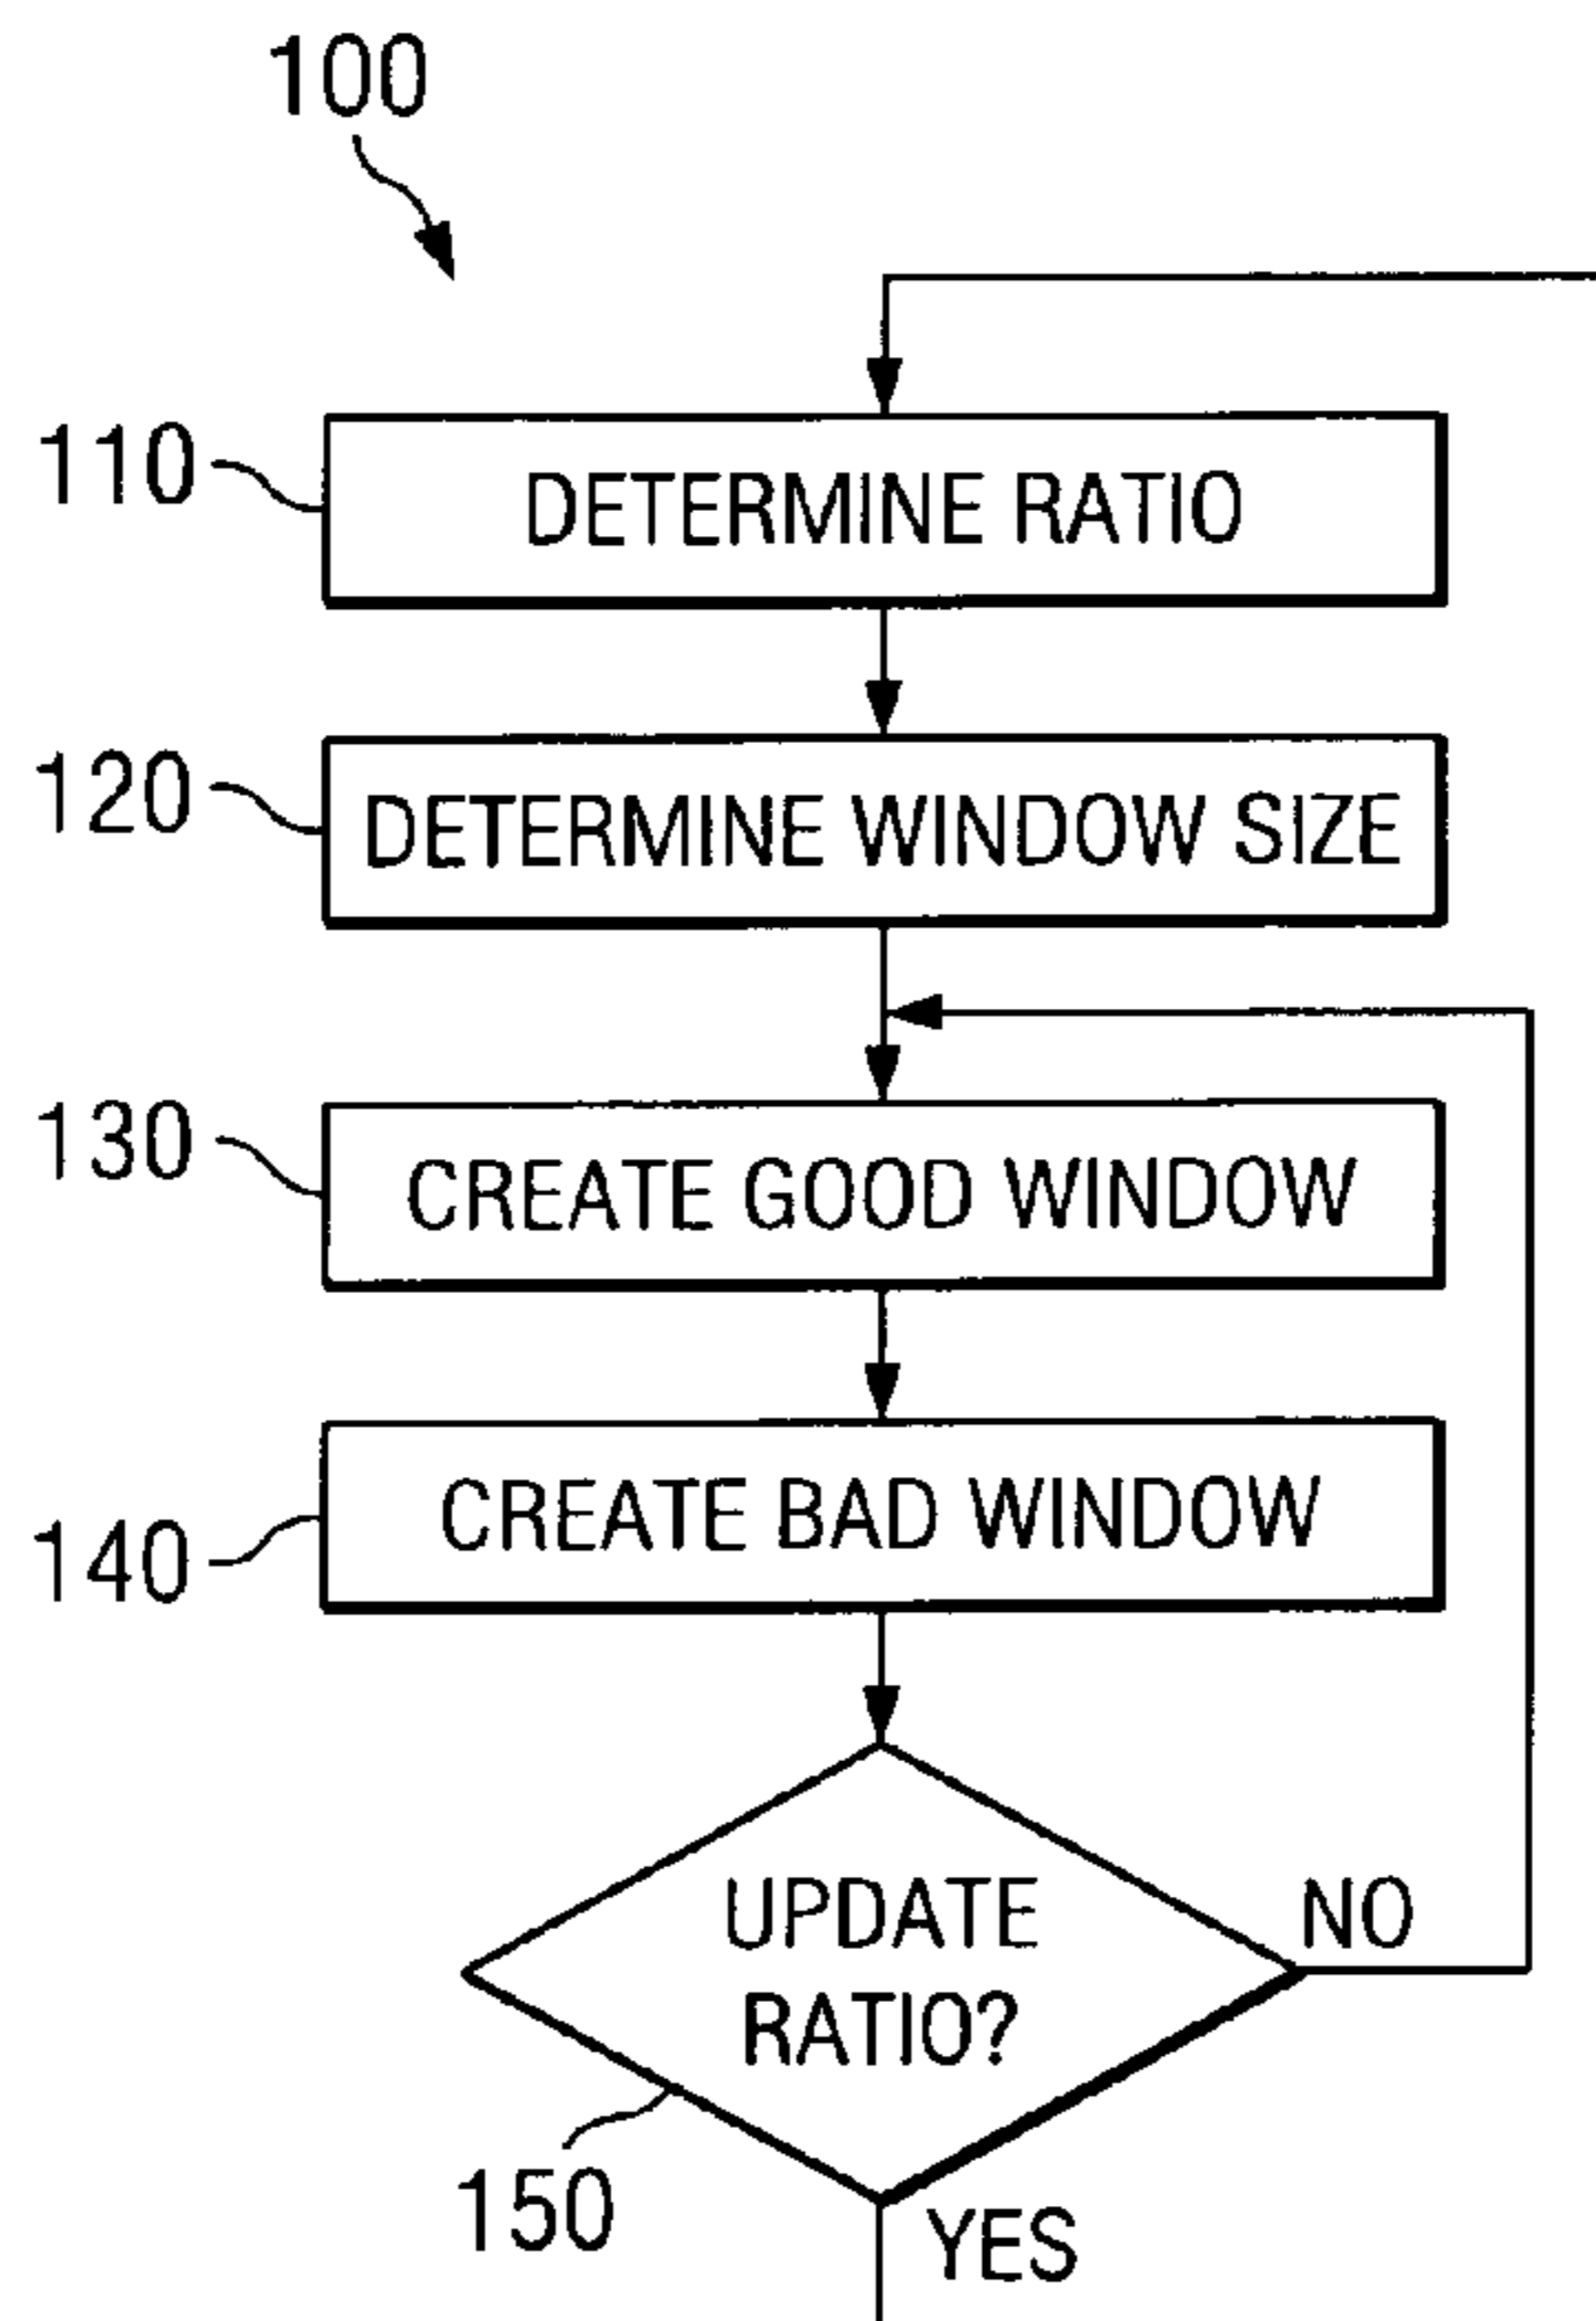 100
110
DETERMINE RATIO
120
DETERMINE WINDOW SIZE
130
CREATE GOOD WINDOW
CREATE BAD WINDOW
140
UPDATE
RATIO?
NO
150
YES